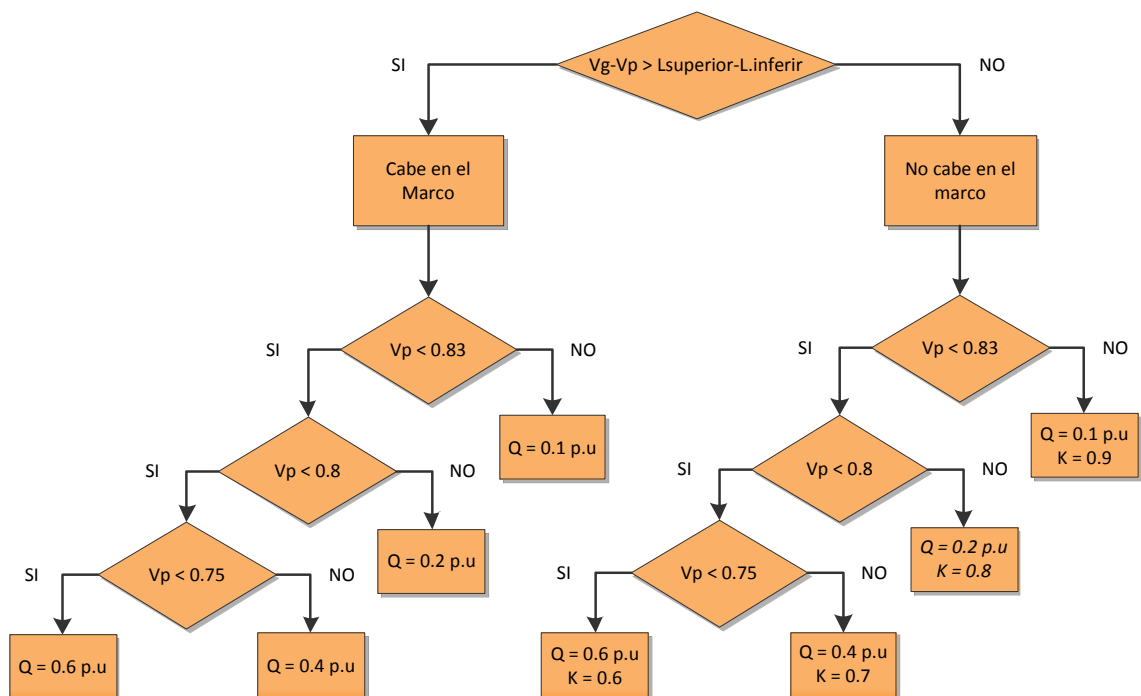 Vg-Vp > Lsuperior-L.inferir
SI
NO
Cabe en el
Marco
No cabe en el
marco
SI
Vp < 0.83
NO
SI
Vp < 0.83
NO
Q = 0.1 p.u
Q = 0.1 p.u
K = 0.9
SI
Vp < 0.8
NO
SI
Vp < 0.8
NO
Q = 0.2 p.u
Q = 0.2 p.u
K = 0.8
SI
Vp < 0.75
NO
SI
Vp < 0.75
NO
Q = 0.6 p.u
Q = 0.4 p.u
Q = 0.6 p.u
K = 0.6
Q = 0.4 p.u
K = 0.7